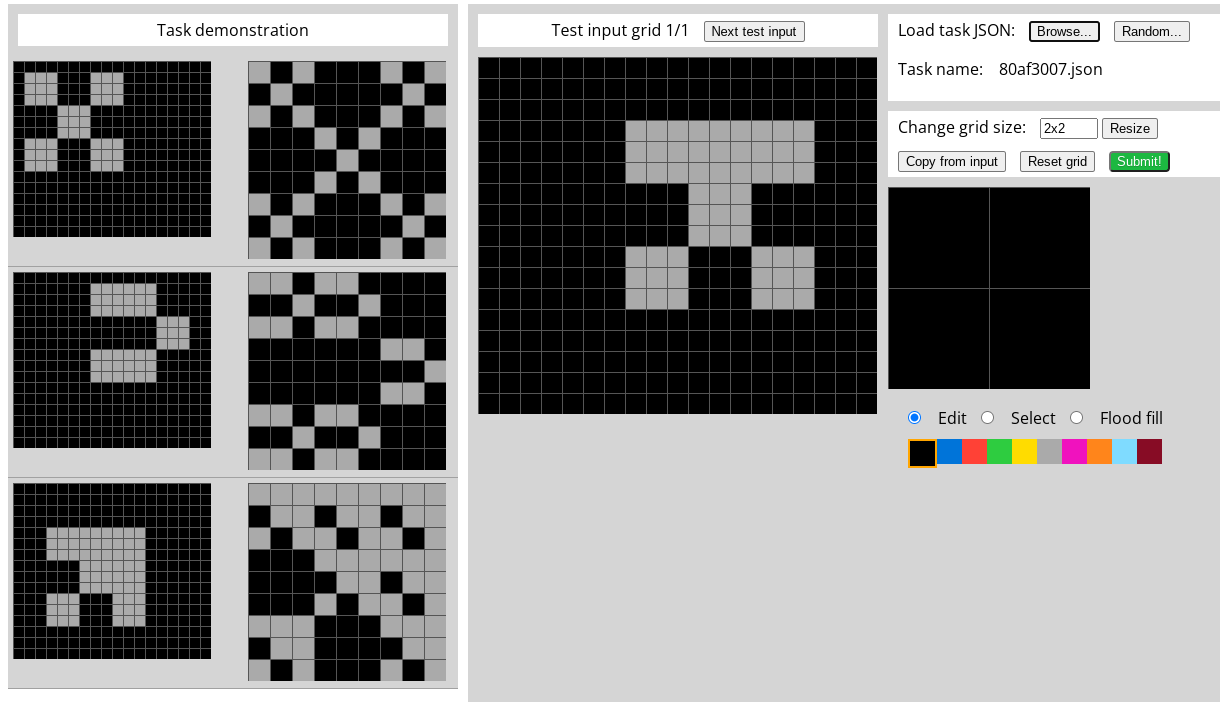 Task demonstration
Test input grid 1/1 Next test input
Load task JSON: Browse... Random...
Task name: 80af3007.json
Change grid size: 2x2 Resize
Copy from input Reset grid Submit!
Edit Select Flood fill